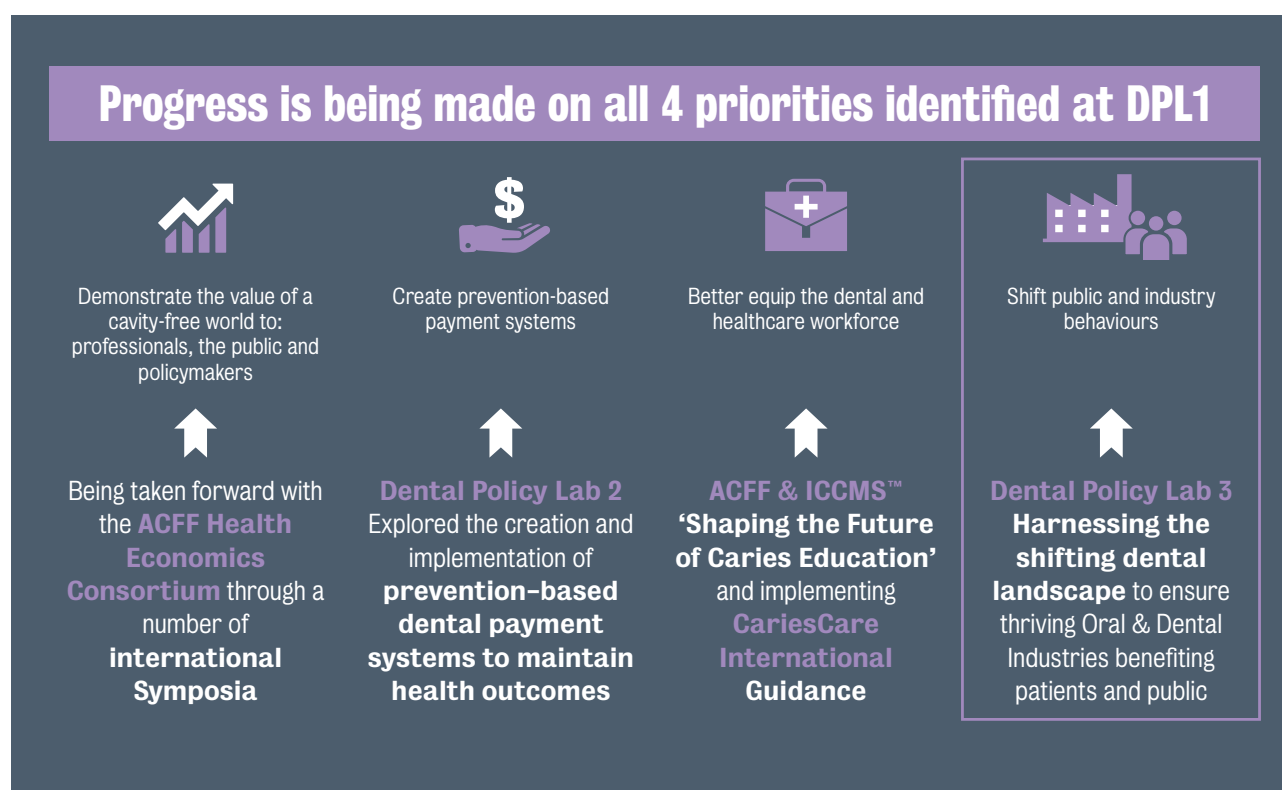 Progress is being made on all 4 priorities identified at DPL1
$
Demonstrate the value of a
cavity-free world to:
professionals, the public and
policymakers
Being taken forward with
the ACFF Health
Economics
Consortium through a
number of
international
Symposia
Create prevention-based
payment systems
Dental Policy Lab 2
Explored the creation and
implementation of
prevention-based
dental payment
systems to maintain
health outcomes
Better equip the dental and
healthcare workforce
ACFF & ICCMS™
‘Shaping the Future
of Caries Education’
and implementing
CariesCare
International
Guidance
Shift public and industry
behaviours
Dental Policy Lab 3
Harnessing the
shifting dental
landscape to ensure
thriving Oral & Dental
Industries benefiting
patients and public